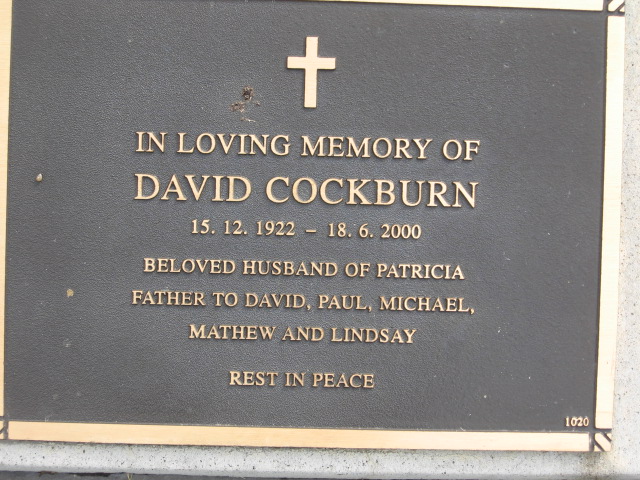 IN LOVING MEMORY OF
DAVID COCKBURN
15. 12. 1922 – 18. 6. 2000
BELOVED HUSBAND OF PATRICIA
FATHER TO DAVID, PAUL, MICHAEL,
MATHEW AND LINDSAY
REST IN PEACE
1020